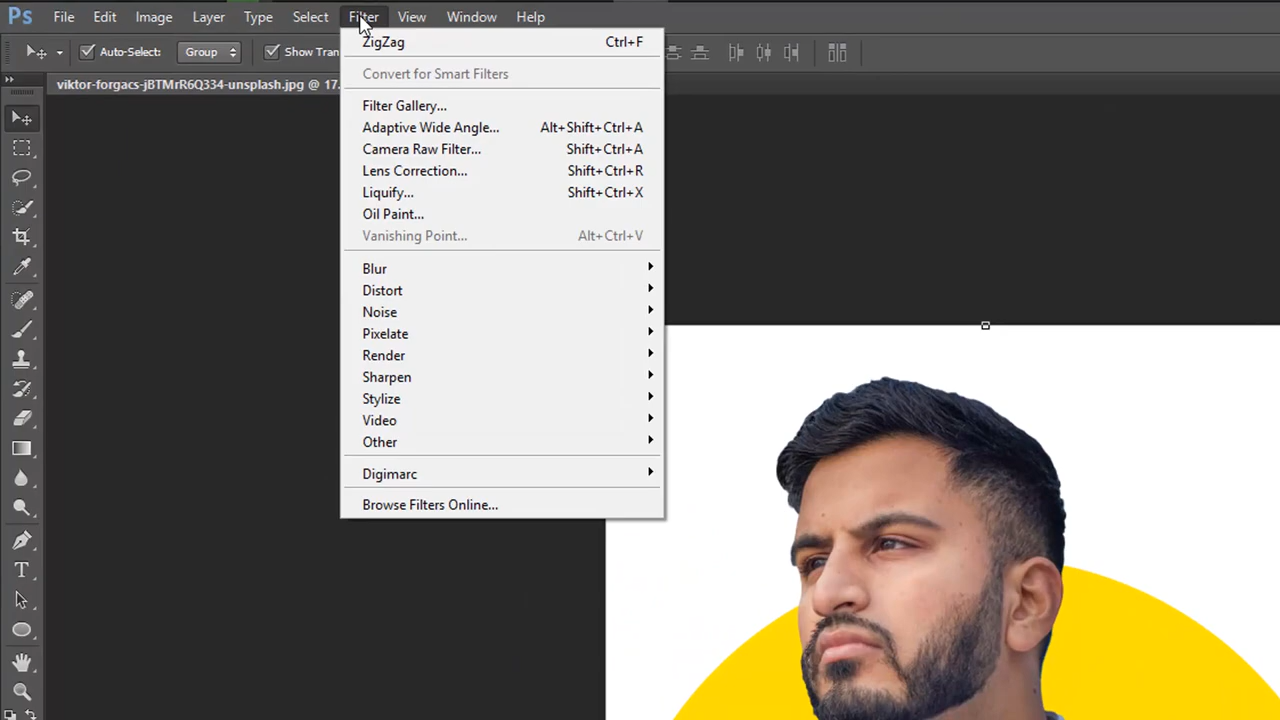 Ps File Edit Image Layer Type Select Filter View Window Help
Auto-Select: Group Show Tran
viktor-forgacs-jBTMrR6Q334-unsplash.jpg @ 17.
ZigZag Ctrl+F
Convert for Smart Filters
Filter Gallery...
Adaptive Wide Angle... Alt+Shift+Ctrl+A
Camera Raw Filter... Shift+Ctrl+A
Lens Correction... Shift+Ctrl+R
Liquify... Shift+Ctrl+X
Oil Paint...
Vanishing Point... Alt+Ctrl+V
Blur
Distort
Noise
Pixelate
Render
Sharpen
Stylize
Video
Other
Digimarc
Browse Filters Online...